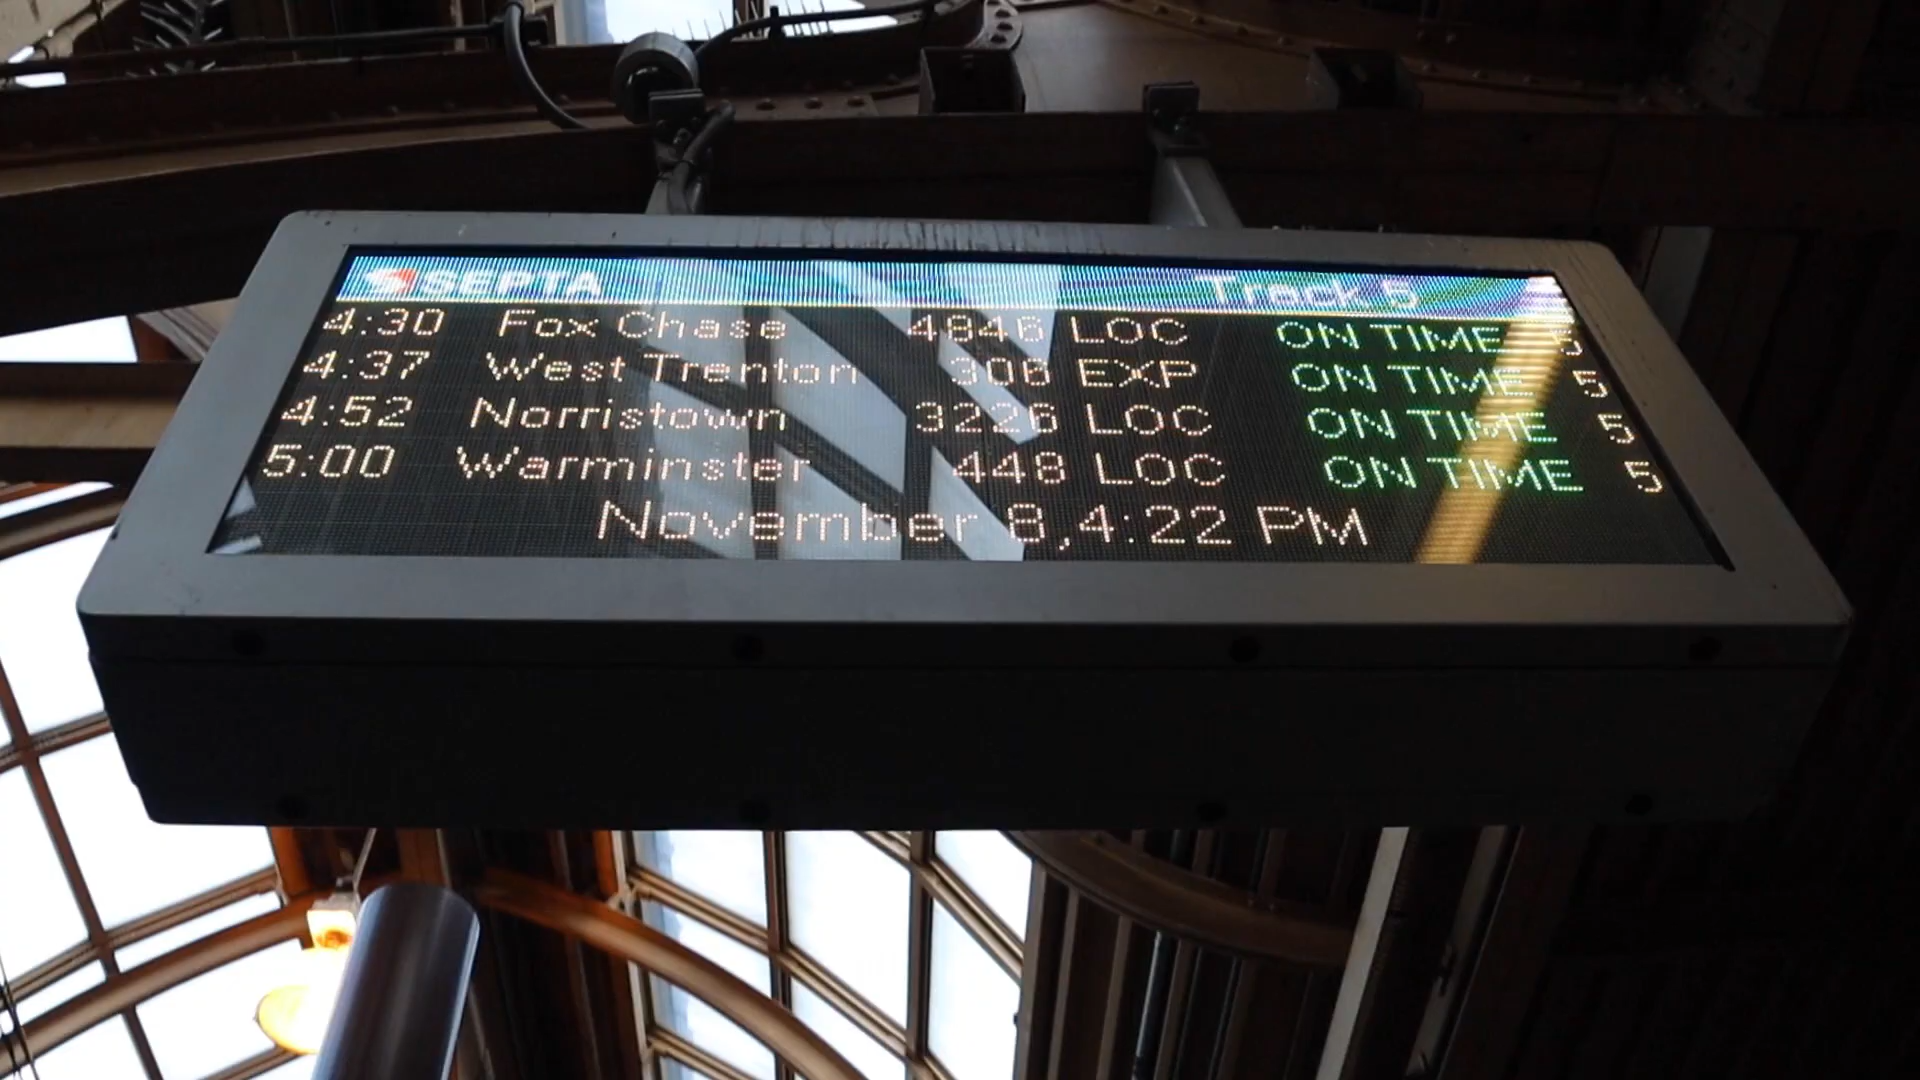 SEPTA Track 5
4:30 Fox Chase 4846 LOC ON TIME 5
4:37 West Trenton 306 EXP ON TIME 5
4:52 Norristown 3226 LOC ON TIME 5
5:00 Warminster 448 LOC ON TIME 5
November 8,4:22 PM